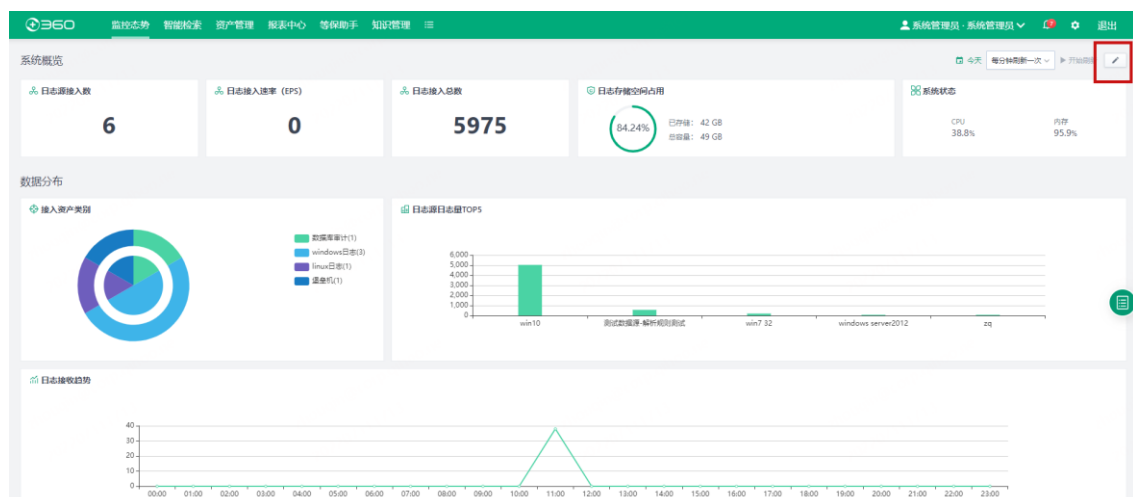 360 监控态势 智能检索 资产管理 报表中心 等保助手 知识管理 系统管理员 · 系统管理员 7 退出
系统概览 今天 每分钟刷新一次 开始刷
日志源接入数 日志接入速率 (EPS) 日志接入总数 日志存储空间占用 系统状态
6 0 5975 84.24% 已存储: 42 GB CPU 内存
总容量: 49 GB 38.8% 95.9%
数据分布
接入资产类别 日志源日志量TOP5
数据库审计(1)
windows日志(3)
linux日志(1)
堡垒机(1)
6,000
5,000
4,000
3,000
2,000
1,000
0
win10 测试数据源-解析规则测试 win7 32 windows server2012 zq
日志接收趋势
40
30
20
10
0
00:00 01:00 02:00 03:00 04:00 05:00 06:00 07:00 08:00 09:00 10:00 11:00 12:00 13:00 14:00 15:00 16:00 17:00 18:00 19:00 20:00 21:00 22:00 23:00